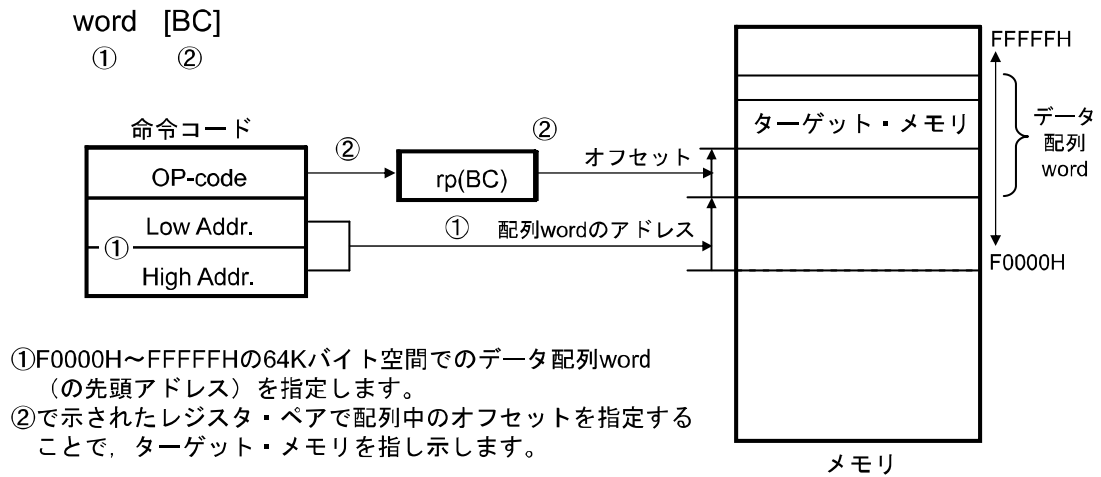 word [BC]
① ②
命令コード
OP-code
Low Addr.
①
High Addr.
②
rp(BC)
②
オフセット
① 配列wordのアドレス
ターゲット・メモリ
FFFFFH
データ
配列
word
F0000H
メモリ
①F0000H～FFFFFHの64Kバイト空間でのデータ配列word
（の先頭アドレス）を指定します。
②で示されたレジスタ・ペアで配列中のオフセットを指定する
ことで，ターゲット・メモリを指し示します。